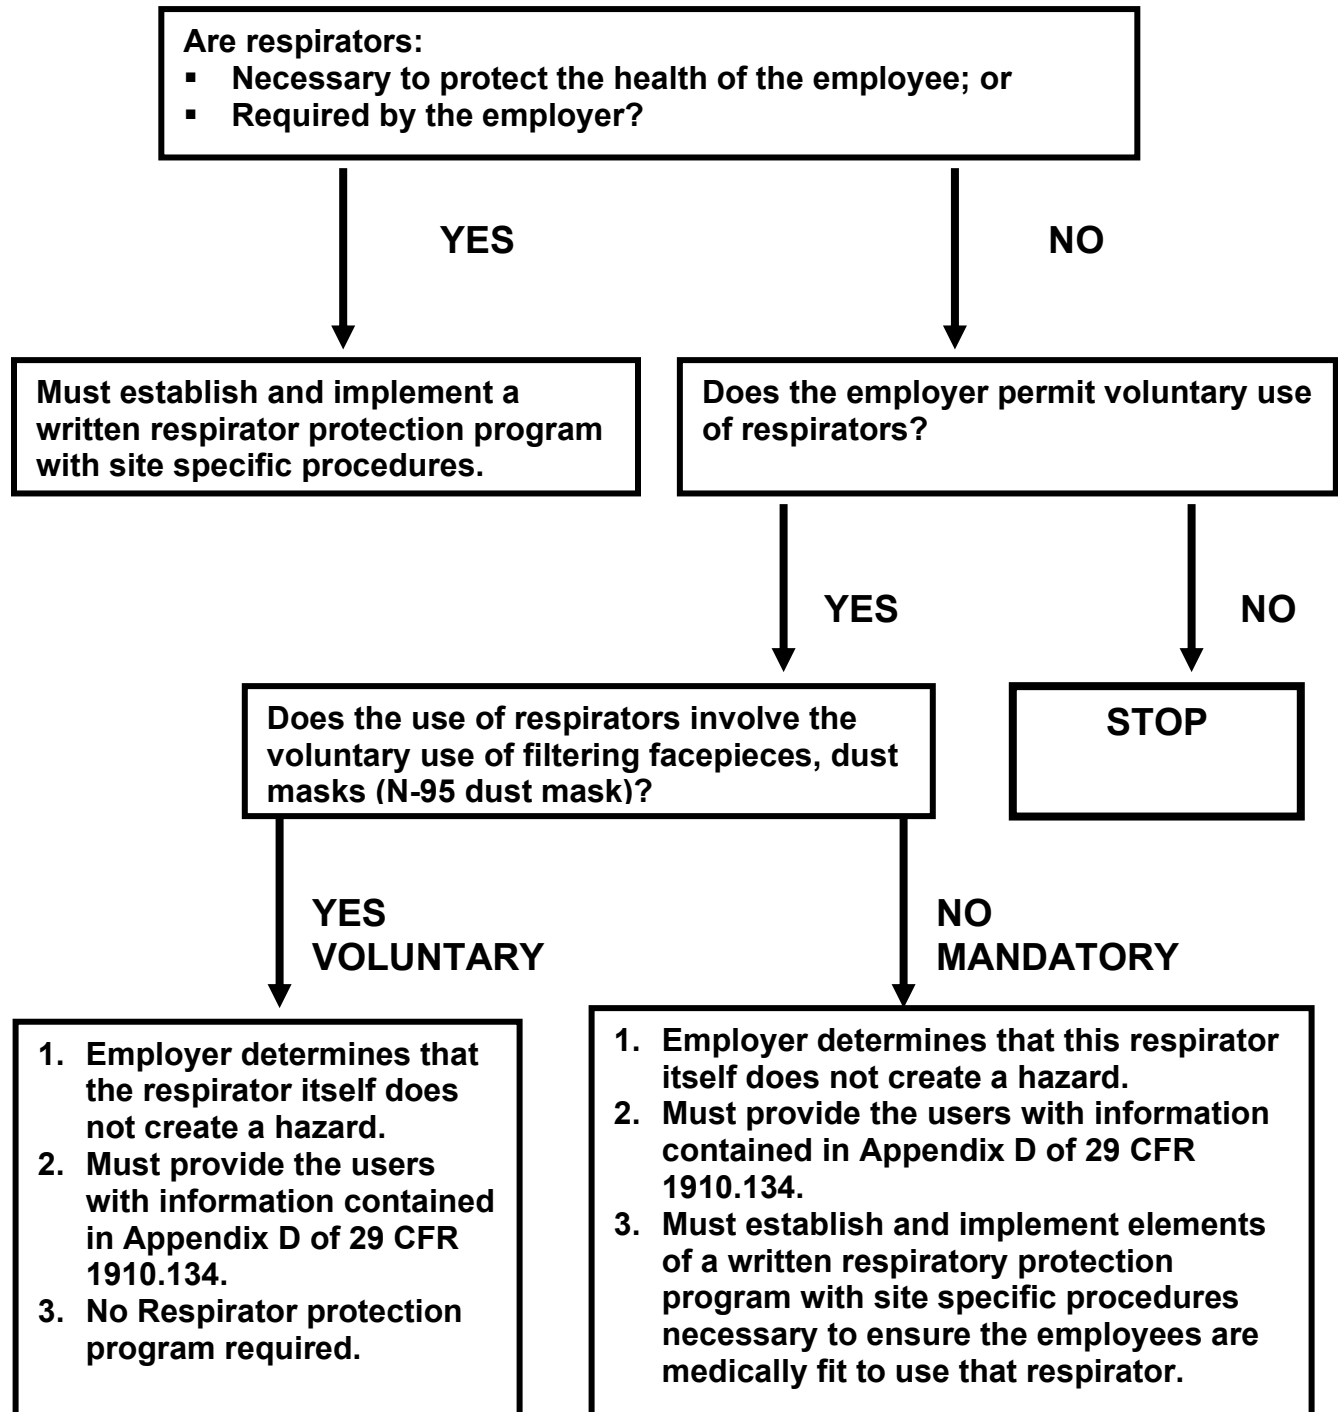 Are respirators:
▪ Necessary to protect the health of the employee; or
▪ Required by the employer?
YES
NO
Must establish and implement a
written respirator protection program
with site specific procedures.
Does the employer permit voluntary use
of respirators?
YES
NO
Does the use of respirators involve the
voluntary use of filtering facepieces, dust
masks (N-95 dust mask)?
STOP
YES
VOLUNTARY
NO
MANDATORY
1. Employer determines that
the respirator itself does
not create a hazard.
2. Must provide the users
with information contained
in Appendix D of 29 CFR
1910.134.
3. No Respirator protection
program required.
1. Employer determines that this respirator
itself does not create a hazard.
2. Must provide the users with information
contained in Appendix D of 29 CFR
1910.134.
3. Must establish and implement elements
of a written respiratory protection
program with site specific procedures
necessary to ensure the employees are
medically fit to use that respirator.